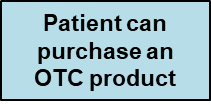 Patient can
purchase an
OTC product